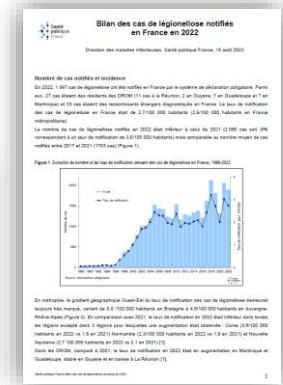 Santé
publique
France
Bilan des cas de légionellose notifiés
en France en 2022
Direction des maladies infectieuses, Santé publique France, 16 août 2023
Nombre de cas notifiés et incidence
En 2022, 1 897 cas de légionellose ont été notifiés en France par le système de déclaration obligatoire. Parmi
eux, 27 cas étaient des résidents des DROM (11 cas à la Réunion, 2 en Guyane, 7 en Guadeloupe et 7 en
Martinique) et 33 cas étaient des ressortissants étrangers diagnostiqués en France. Le taux de notification
des cas de légionellose en France était de 2,7/100 000 habitants (2,8/100 000 habitants en France
métropolitaine).
Le nombre de cas de légionellose notifiés en 2022 était inférieur à celui de 2021 (2 060 cas soit
correspondant à un taux de notification de 3,0/100 000 habitants) mais comparable au nombre moyen de cas
notifiés entre 2017 et 2021 (1763 cas) (Figure 1).
Figure 1. Evolution du nombre et du taux de notification annuels des cas de légionellose en France, 1988-2022
Taux de notification
En métropole, le gradient géographique Ouest-Est du taux de notification des cas de légionellose demeurait
toujours très marqué, variant de 0,8 /100 000 habitants en Bretagne à 4,8/100 000 habitants en Auvergne-
Rhône-Alpes (Figure 2). En comparaison avec 2021, le taux de notification en 2022 était inférieur dans toutes
les régions excepté dans 3 régions pour lesquelles une augmentation était observée : Corse
habitants en 2022 vs 1,8 en 2021) Normandie (2,3/100 000 habitants en 2022 vs 1,8 en 2021) et Nouvelle
Aquitaine (2,7 100 000 habitants en 2022 vs 2,1 en 2021) [1].
Dans les DROM, comparé à 2021, le taux de notification en 2022 était en augmentation en Martinique et
Guadeloupe, stable en Guyane et en baisse à La Réunion [1].
1